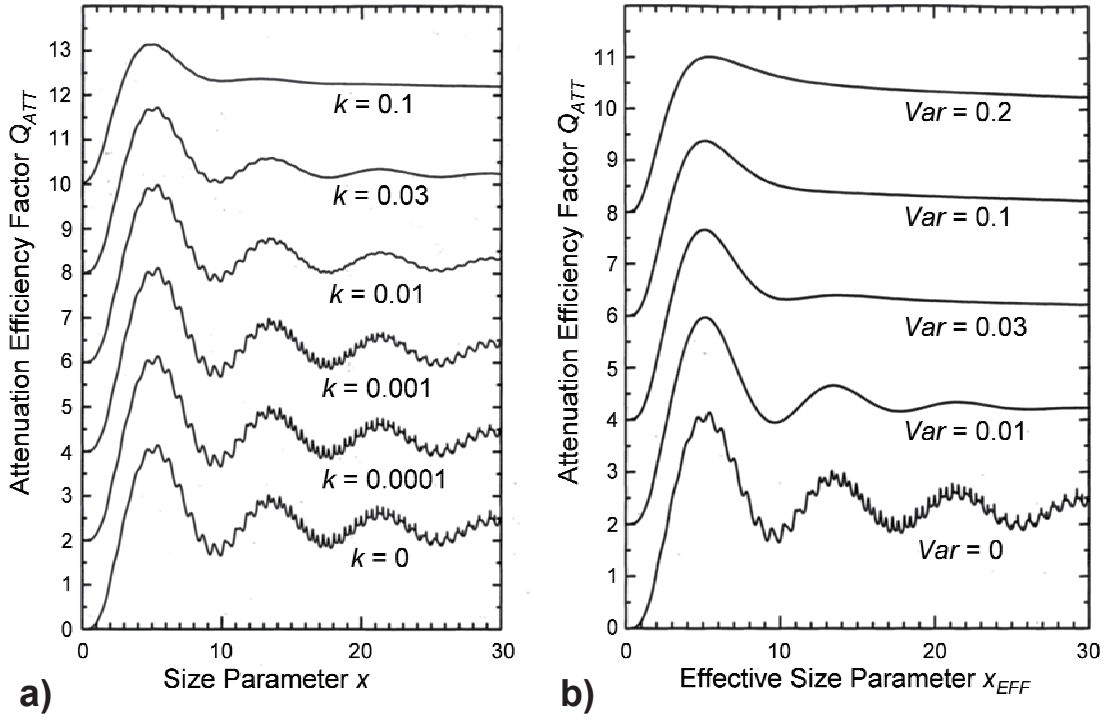 Attenuation Efficiency Factor Q_ATT
13
12
11
10
9
8
7
6
5
4
3
2
1
0
k = 0.1
k = 0.03
k = 0.01
k = 0.001
k = 0.0001
k = 0
0 10 20 30
Size Parameter x
a)
Attenuation Efficiency Factor Q_ATT
11
10
9
8
7
6
5
4
3
2
1
0
Var = 0.2
Var = 0.1
Var = 0.03
Var = 0.01
Var = 0
0 10 20 30
Effective Size Parameter x_EFF
b)